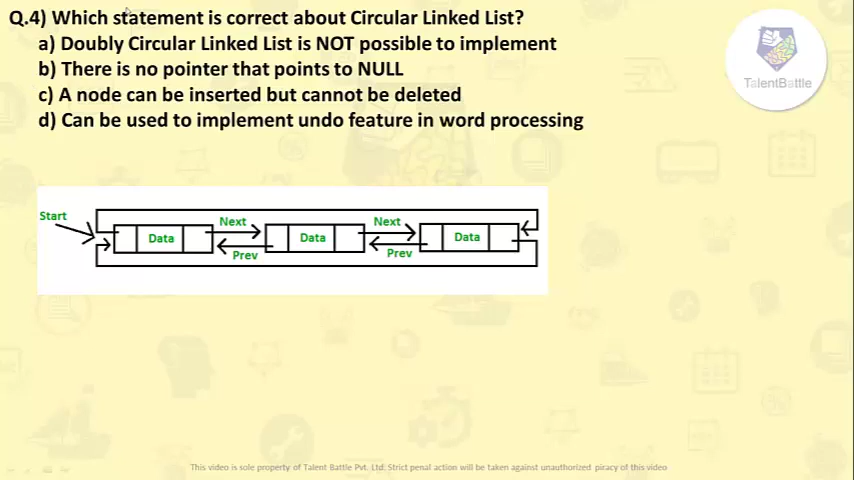 Q.4) Which statement is correct about Circular Linked List?
a) Doubly Circular Linked List is NOT possible to implement
b) There is no pointer that points to NULL
c) A node can be inserted but cannot be deleted
d) Can be used to implement undo feature in word processing
TalentBattle
Start
Next
Next
Data
Data
Data
Prev
Prev
This video is sole property of Talent Battle Pvt. Ltd. Strict penal action will be taken against unauthorized piracy of this video